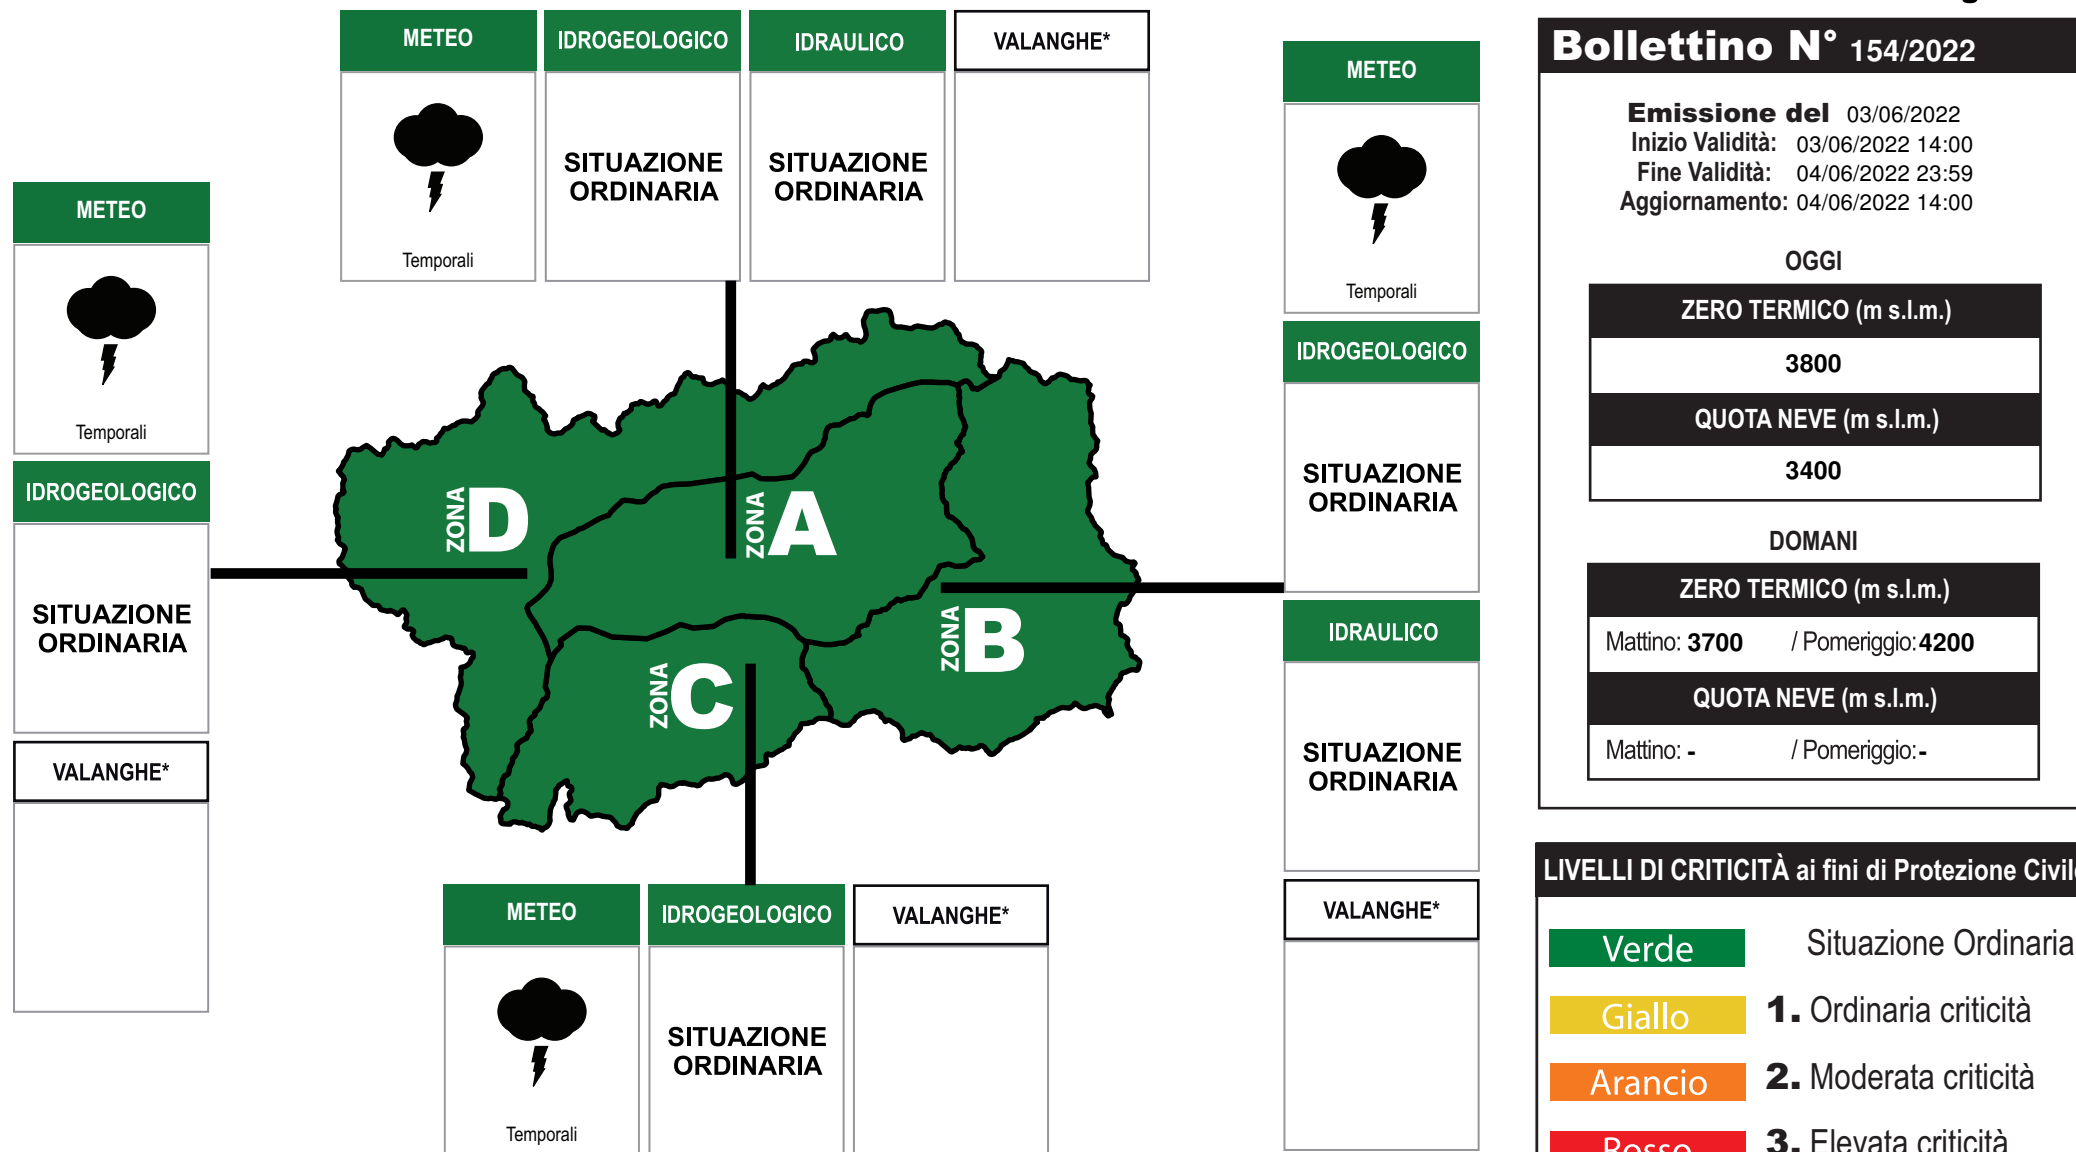 METEO
IDROGEOLOGICO
IDRAULICO
VALANGHE*
Temporali
SITUAZIONE
ORDINARIA
SITUAZIONE
ORDINARIA
METEO
Temporali
IDROGEOLOGICO
SITUAZIONE
ORDINARIA
VALANGHE*
METEO
Temporali
IDROGEOLOGICO
SITUAZIONE
ORDINARIA
IDRAULICO
SITUAZIONE
ORDINARIA
VALANGHE*
ZONA D
ZONA A
ZONA B
ZONA C
METEO
IDROGEOLOGICO
VALANGHE*
Temporali
SITUAZIONE
ORDINARIA
Bollettino N° 154/2022
Emissione del 03/06/2022
Inizio Validità: 03/06/2022 14:00
Fine Validità: 04/06/2022 23:59
Aggiornamento: 04/06/2022 14:00
OGGI
ZERO TERMICO (m s.l.m.)
3800
QUOTA NEVE (m s.l.m.)
3400
DOMANI
ZERO TERMICO (m s.l.m.)
Mattino: 3700 / Pomeriggio: 4200
QUOTA NEVE (m s.l.m.)
Mattino: - / Pomeriggio: -
LIVELLI DI CRITICITÀ ai fini di Protezione Civile
Verde Situazione Ordinaria
Giallo 1. Ordinaria criticità
Arancio 2. Moderata criticità
Rosso 3. Elevata criticità